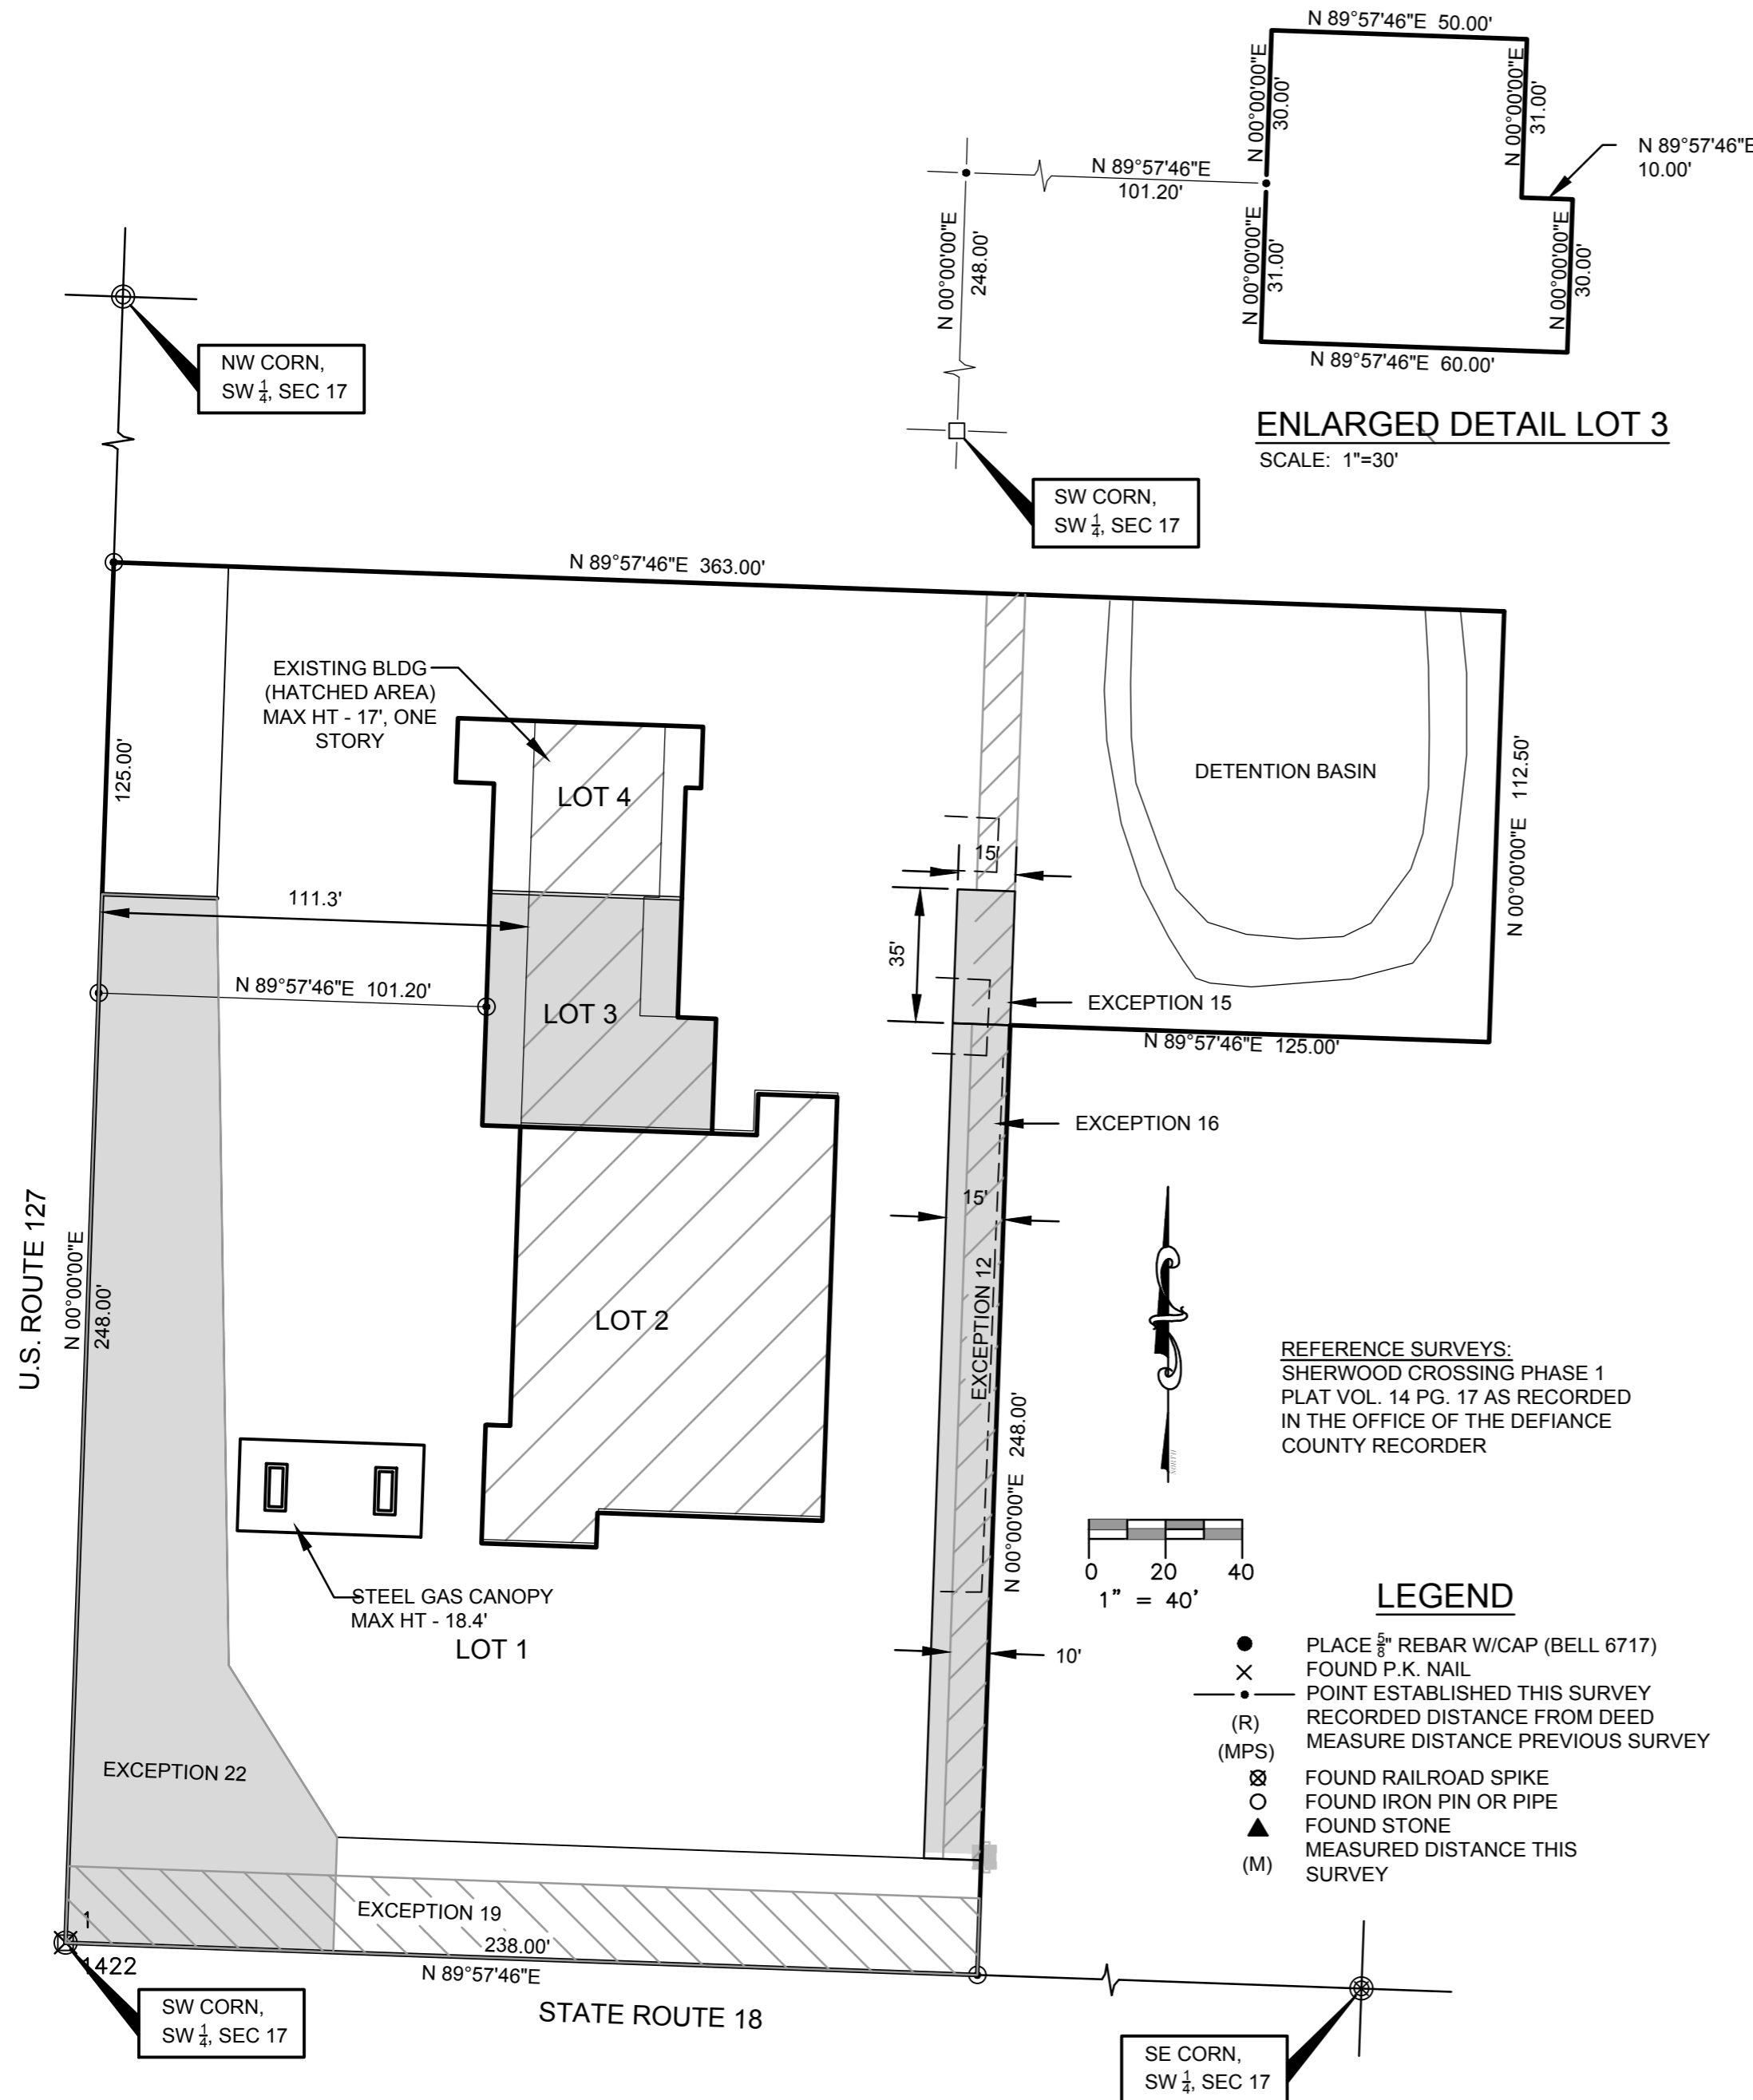 N 89°57'46"E 50.00'
N 00°00'00"E
30.00'
N 00°00'00"E
31.00'
N 89°57'46"E
10.00'
N 89°57'46"E
101.20'
N 00°00'00"E
248.00'
N 00°00'00"E
31.00'
N 00°00'00"E
30.00'
N 89°57'46"E 60.00'
ENLARGED DETAIL LOT 3
SCALE: 1"=30'
NW CORN,
SW 1/4, SEC 17
SW CORN,
SW 1/4, SEC 17
N 89°57'46"E 363.00'
EXISTING BLDG
(HATCHED AREA)
MAX HT - 17', ONE
STORY
125.00'
LOT 4
DETENTION BASIN
N 00°00'00"E 112.50'
15'
111.3'
35'
N 89°57'46"E 101.20'
LOT 3
EXCEPTION 15
N 89°57'46"E 125.00'
EXCEPTION 16
15'
U.S. ROUTE 127
N 00°00'00"E
248.00'
EXCEPTION 12
LOT 2
N 00°00'00"E 248.00'
NORTH
REFERENCE SURVEYS:
SHERWOOD CROSSING PHASE 1
PLAT VOL. 14 PG. 17 AS RECORDED
IN THE OFFICE OF THE DEFIANCE
COUNTY RECORDER
0 20 40
1” = 40’
STEEL GAS CANOPY
MAX HT - 18.4'
LOT 1
10'
LEGEND
PLACE 5/8" REBAR W/CAP (BELL 6717)
FOUND P.K. NAIL
POINT ESTABLISHED THIS SURVEY
(R) RECORDED DISTANCE FROM DEED
(MPS) MEASURE DISTANCE PREVIOUS SURVEY
FOUND RAILROAD SPIKE
FOUND IRON PIN OR PIPE
FOUND STONE
(M) MEASURED DISTANCE THIS
SURVEY
EXCEPTION 22
EXCEPTION 19
1
1422
238.00'
N 89°57'46"E
STATE ROUTE 18
SW CORN,
SW 1/4, SEC 17
SE CORN,
SW 1/4, SEC 17